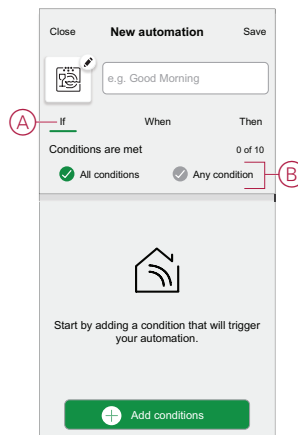 Close New automation Save
e.g. Good Morning
A If When Then
Conditions are met 0 of 10
All conditions Any condition B
Start by adding a condition that will trigger
your automation.
Add conditions